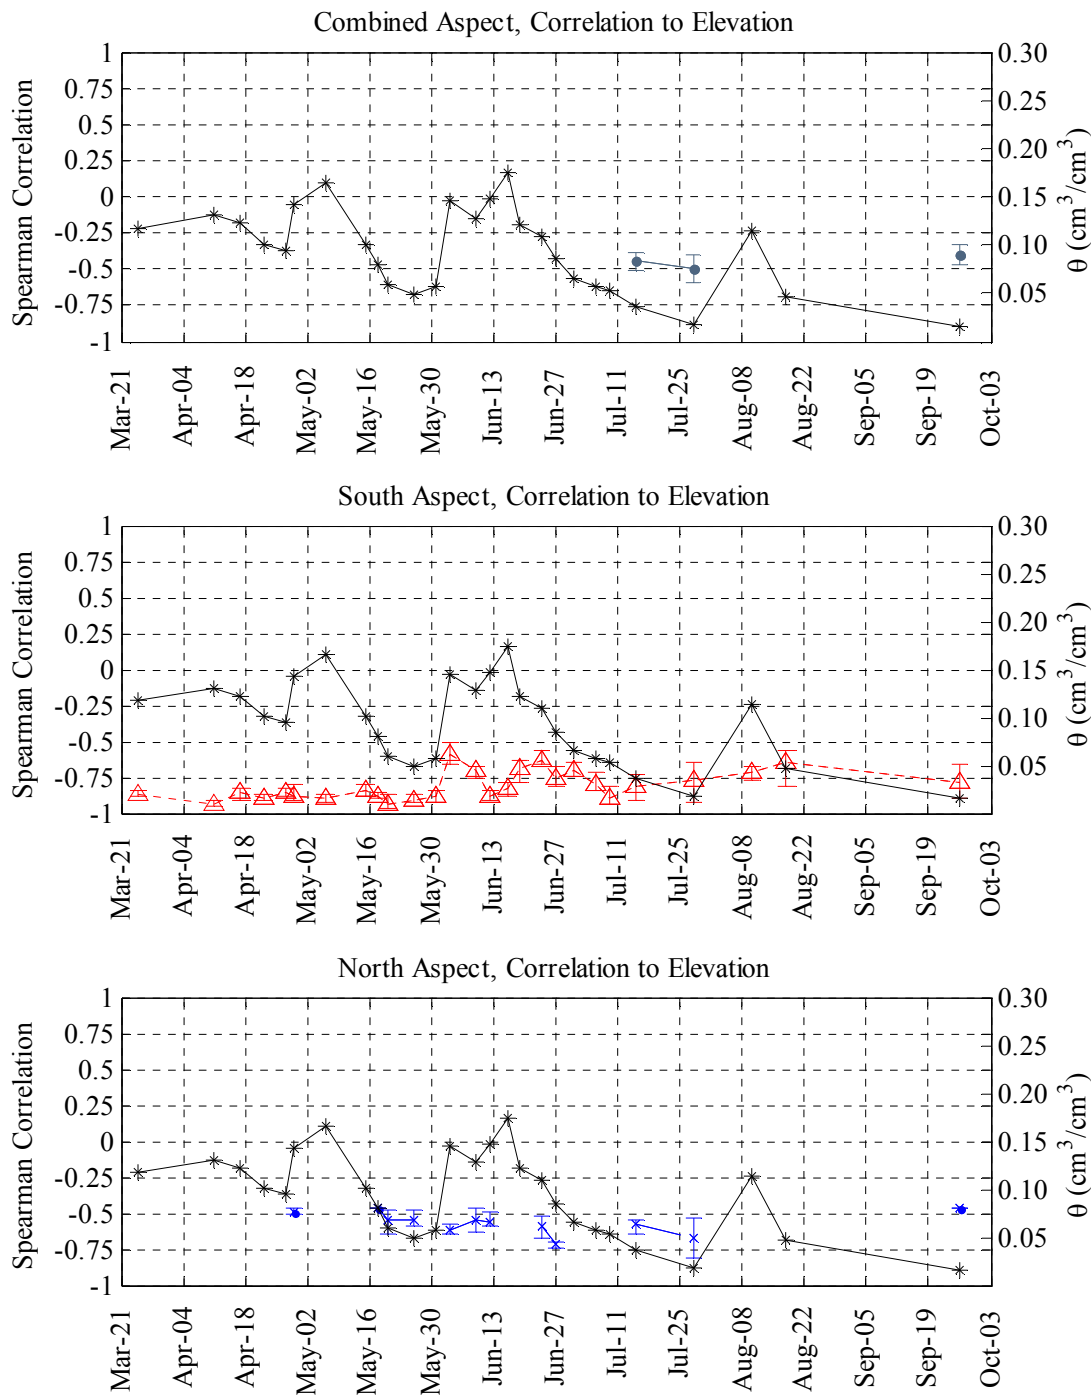 Combined Aspect, Correlation to Elevation
Spearman Correlation
1
0.75
0.5
0.25
0
-0.25
-0.5
-0.75
-1
0.30
0.25
0.20
0.15
0.10
0.05
θ (cm³/cm³)
Mar-21
Apr-04
Apr-18
May-02
May-16
May-30
Jun-13
Jun-27
Jul-11
Jul-25
Aug-08
Aug-22
Sep-05
Sep-19
Oct-03
South Aspect, Correlation to Elevation
Spearman Correlation
1
0.75
0.5
0.25
0
-0.25
-0.5
-0.75
-1
0.30
0.25
0.20
0.15
0.10
0.05
θ (cm³/cm³)
Mar-21
Apr-04
Apr-18
May-02
May-16
May-30
Jun-13
Jun-27
Jul-11
Jul-25
Aug-08
Aug-22
Sep-05
Sep-19
Oct-03
North Aspect, Correlation to Elevation
Spearman Correlation
1
0.75
0.5
0.25
0
-0.25
-0.5
-0.75
-1
0.30
0.25
0.20
0.15
0.10
0.05
θ (cm³/cm³)
Mar-21
Apr-04
Apr-18
May-02
May-16
May-30
Jun-13
Jun-27
Jul-11
Jul-25
Aug-08
Aug-22
Sep-05
Sep-19
Oct-03